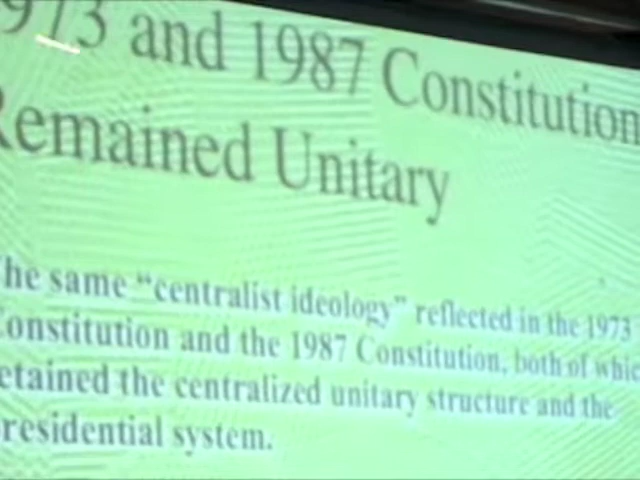 973 and 1987 Constitution
Remained Unitary
he same "centralist ideology" reflected in the 1973
onstitution and the 1987 Constitution, both of whic
etained the centralized unitary structure and the
residential system.